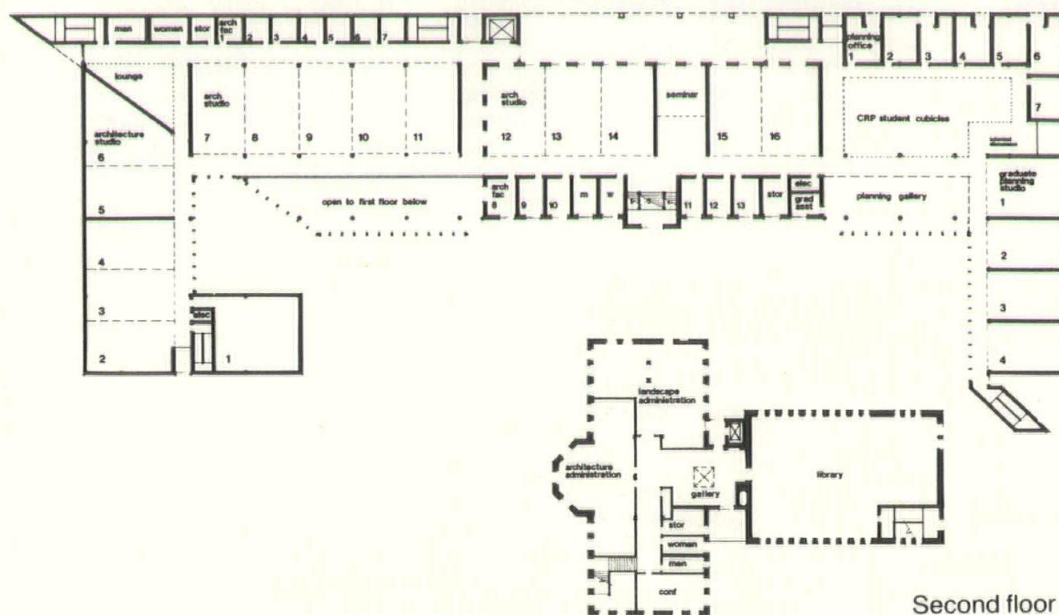 men
women
stor
arch
fac
1
2
3
4
5
6
7
planning
office
1
2
3
4
5
6
7
lounge
arch
studio
7
8
9
10
11
arch
studio
12
13
14
seminar
15
16
CRP student cubicles
architecture
studio
6
5
4
3
2
elec
1
open to first floor below
arch
fac
8
9
10
m
w
11
12
13
stor
elec
grad
asst
planning gallery
graduate
planning
studio
1
2
3
4
landscape
administration
architecture
administration
gallery
library
stor
women
men
conf
Second floor